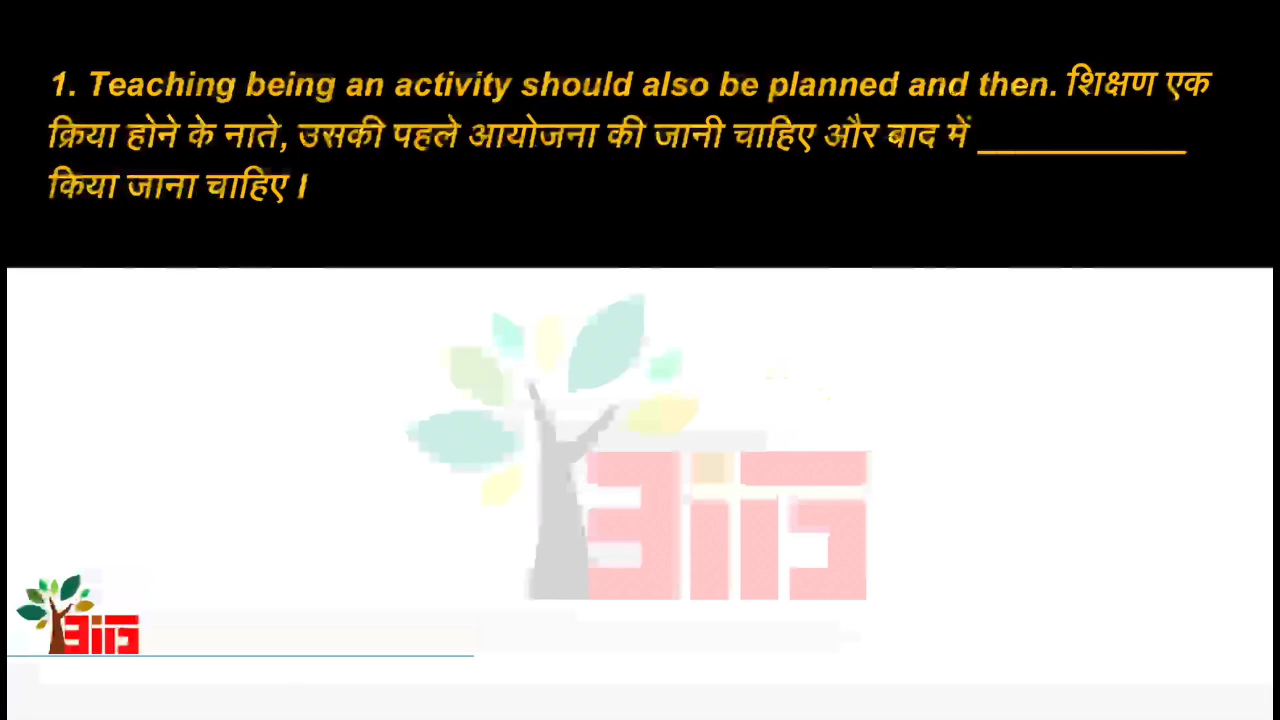 1. Teaching being an activity should also be planned and then. शिक्षण एक
क्रिया होने के नाते, उसकी पहले आयोजना की जानी चाहिए और बाद में ___________
किया जाना चाहिए ।